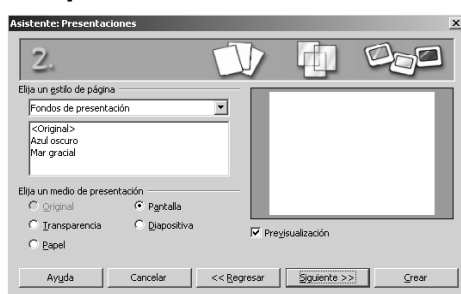 Asistente: Presentaciones
2.
Elija un estilo de página
Fondos de presentación
<Original>
Azul oscuro
Mar gracial
Elija un medio de presentación
Original
Pantalla
Transparencia
Diapositiva
Papel
Previsualización
Ayuda
Cancelar
<< Regresar
Siguiente >>
Crear